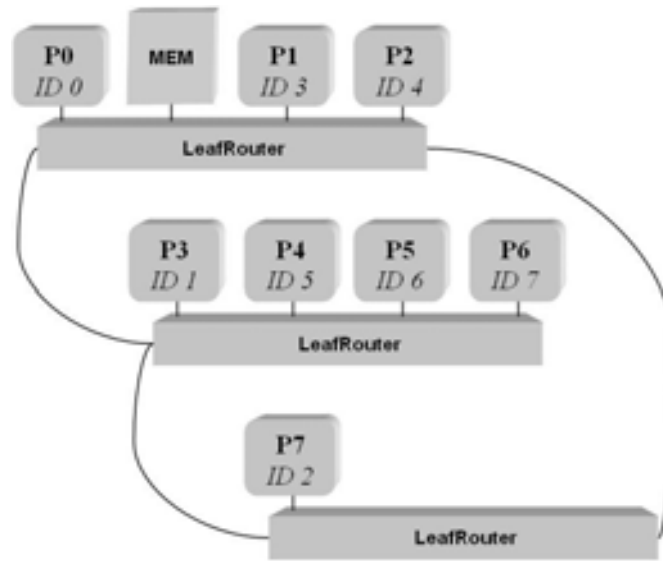 P0 MEM P1 P2
ID 0 ID 3 ID 4
LeafRouter
P3 P4 P5 P6
ID 1 ID 5 ID 6 ID 7
LeafRouter
P7
ID 2
LeafRouter